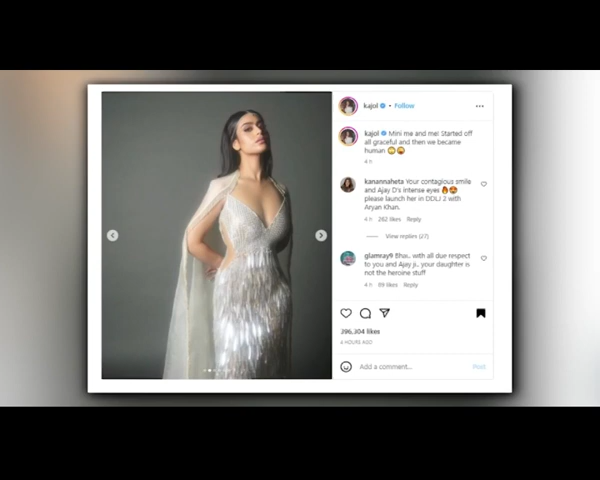 kajol • Follow
kajol Mini me and me! Started off
all graceful and then we became
human
4 h
kanannaheta Your contagious smile
and Ajay D's intense eyes
please launch her in DDLJ 2 with
Aryan Khan.
4 h 262 likes Reply
View replies (27)
glamray9 Bhai.. with all due respect
to you and Ajay ji.. your daughter is
not the heroine stuff
4 h 89 likes Reply
396,304 likes
4 HOURS AGO
Add a comment...
Post